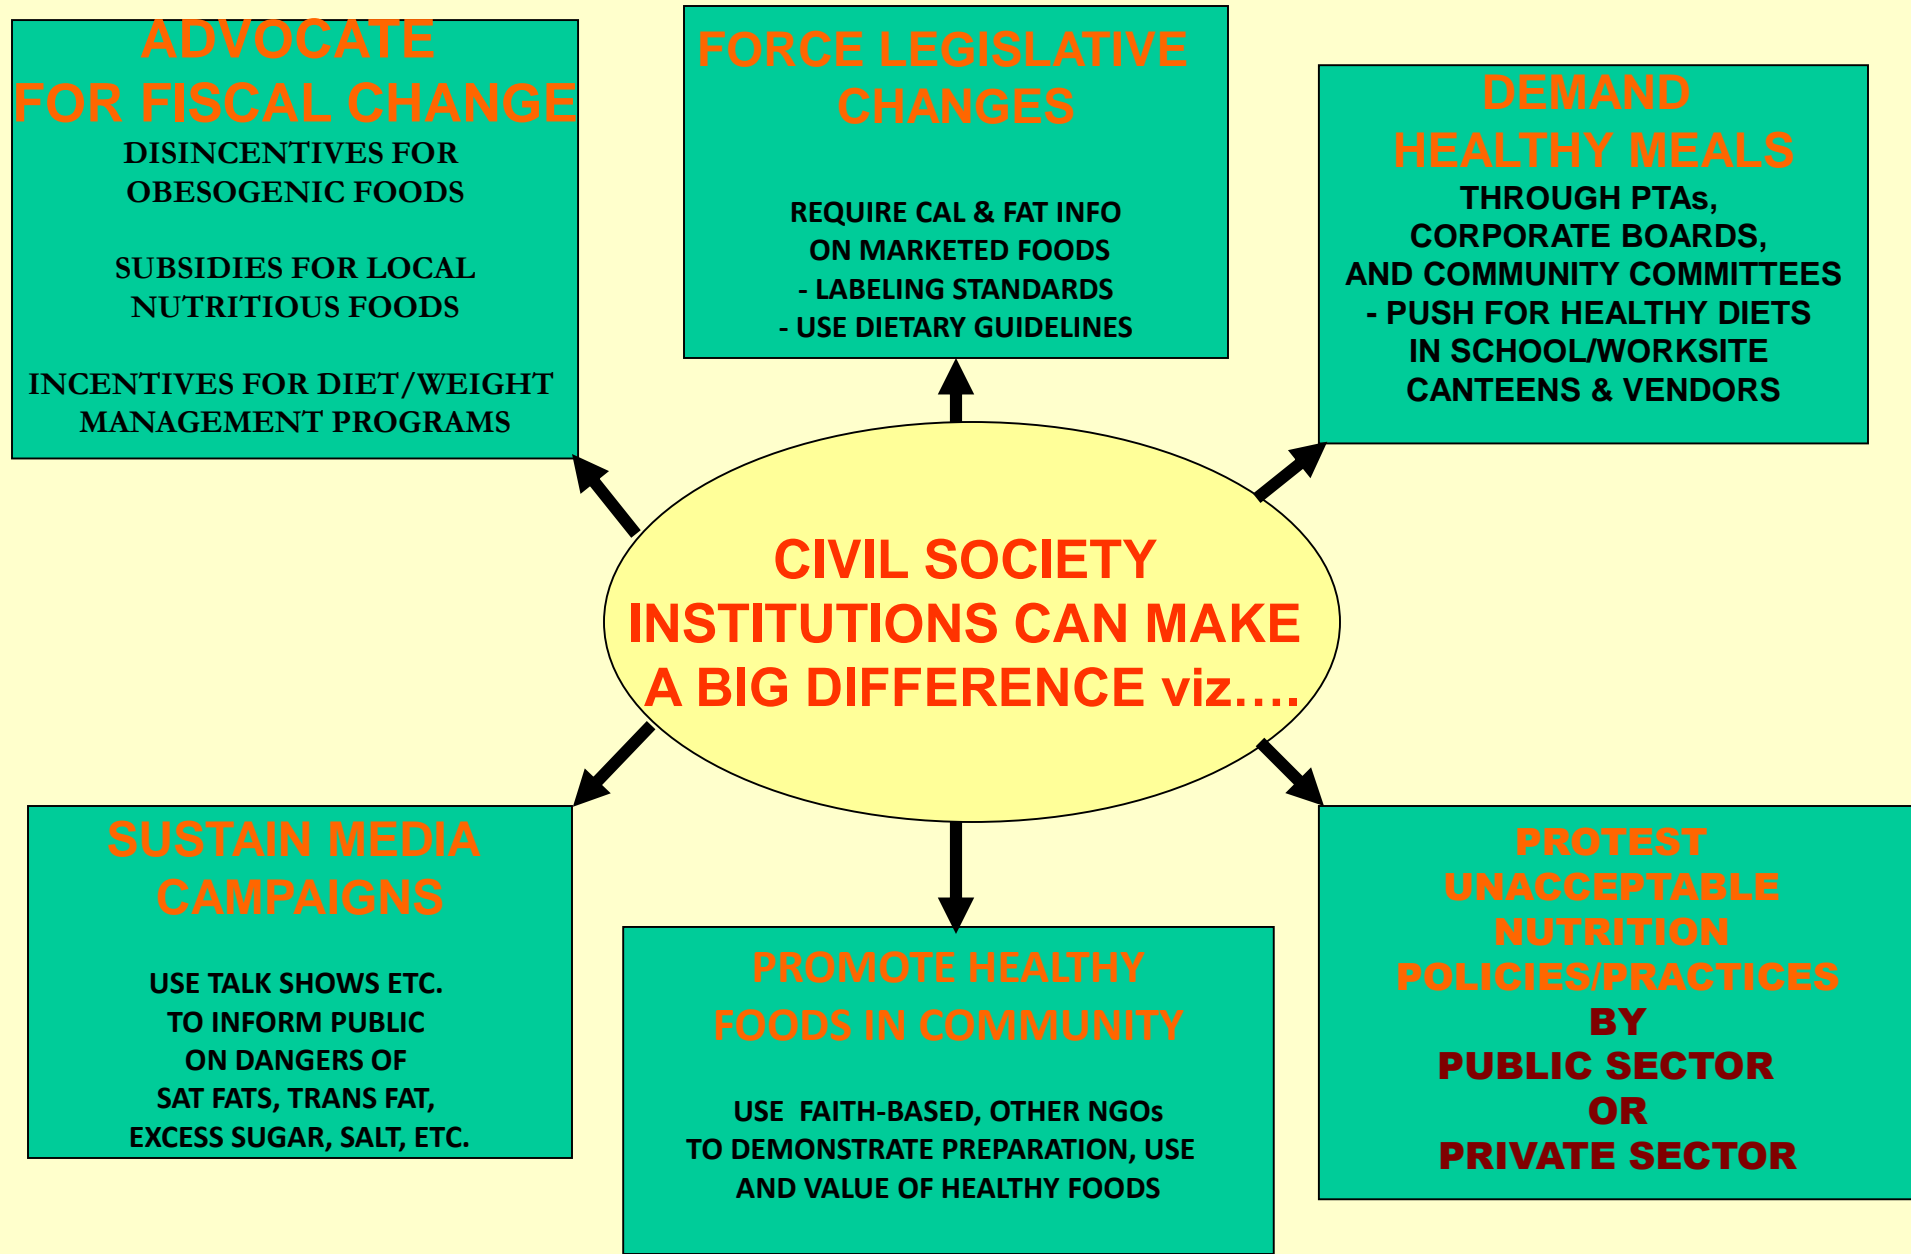 ADVOCATE
FOR FISCAL CHANGE
DISINCENTIVES FOR
OBESOGENIC FOODS
SUBSIDIES FOR LOCAL
NUTRITIOUS FOODS
INCENTIVES FOR DIET/WEIGHT
MANAGEMENT PROGRAMS
FORCE LEGISLATIVE
CHANGES
REQUIRE CAL & FAT INFO
ON MARKETED FOODS
- LABELING STANDARDS
- USE DIETARY GUIDELINES
DEMAND
HEALTHY MEALS
THROUGH PTAs,
CORPORATE BOARDS,
AND COMMUNITY COMMITTEES
- PUSH FOR HEALTHY DIETS
IN SCHOOL/WORKSITE
CANTEENS & VENDORS
CIVIL SOCIETY
INSTITUTIONS CAN MAKE
A BIG DIFFERENCE viz....
SUSTAIN MEDIA
CAMPAIGNS
USE TALK SHOWS ETC.
TO INFORM PUBLIC
ON DANGERS OF
SAT FATS, TRANS FAT,
EXCESS SUGAR, SALT, ETC.
PROMOTE HEALTHY
FOODS IN COMMUNITY
USE FAITH-BASED, OTHER NGOs
TO DEMONSTRATE PREPARATION, USE
AND VALUE OF HEALTHY FOODS
PROTEST
UNACCEPTABLE
NUTRITION
POLICIES/PRACTICES
BY
PUBLIC SECTOR
OR
PRIVATE SECTOR